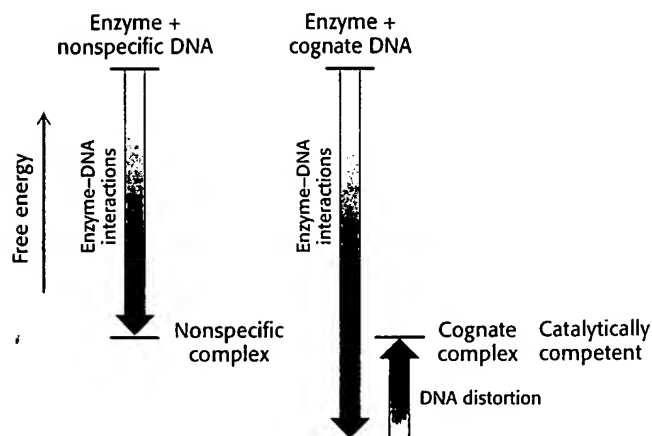 Enzyme +
nonspecific DNA
Enzyme +
cognate DNA
Free energy
Enzyme–DNA
interactions
Enzyme–DNA
interactions
Nonspecific
complex
Cognate
complex
Catalytically
competent
DNA distortion